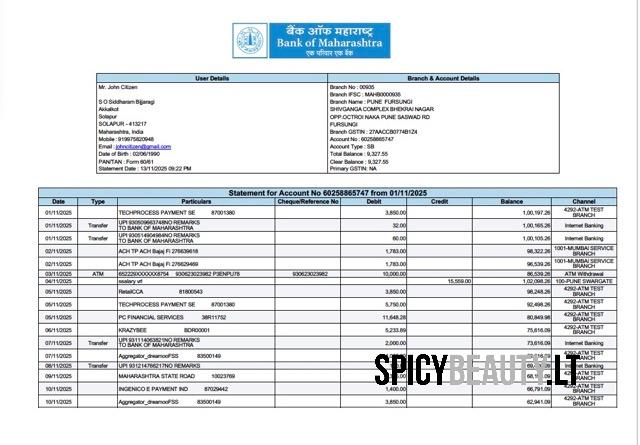 बैंक ऑफ महाराष्ट्र
Bank of Maharashtra
एक परिवार एक बैंक
User Details Branch & Account Details
Mr. John Citizen Branch No : 00935
Branch IFSC : MAHB0000935
S O Siddharam Bijjaragi Branch Name : PUNE FURSUNGI
Akkalkot SHIVGANGA COMPLEX BHEKRAI NAGAR
Solapur OPP.OCTROI NAKA PUNE SASWAD RD
SOLAPUR - 413217 FURSUNGI
Maharashtra, India Branch GSTIN : 27AACCB0774B1Z4
Mobile : 919975820948 Account No : 60258865747
Email : johncitizen@gmail.com Account Type : SB
Date of Birth : 02/06/1990 Total Balance : 9,327.55
PAN/TAN : Form 60/61 Clear Balance : 9,327.55
Statement Date : 13/11/2025 09:22 PM Primary GSTIN: NA
Statement for Account No 60258865747 from 01/11/2025
Date Type Particulars Cheque/Reference No Debit Credit Balance Channel
01/11/2025 TECHPROCESS PAYMENT SE 87001380 3,850.00 1,00,197.26 4292-ATM TEST
BRANCH
01/11/2025 Transfer UPI 930509663748NO REMARKS
TO BANK OF MAHARASHTRA 32.00 1,00,165.26 Internet Banking
01/11/2025 Transfer UPI 930514904984NO REMARKS
TO BANK OF MAHARASHTRA 60.00 1,00,105.26 Internet Banking
02/11/2025 ACH TP ACH Bajaj Fi 276639618 1,783.00 98,322.26 1001-MUMBAI SERVICE
BRANCH
02/11/2025 ACH TP ACH Bajaj Fi 276629469 1,783.00 96,539.26 1001-MUMBAI SERVICE
BRANCH
03/11/2025 ATM 652229XXXXXX8754 930623023982 P3ENPU78 930623023982 10,000.00 86,539.26 ATM Withdrawal
04/11/2025 ssalary vrl 15,559.00 1,02,098.26 100-PUNE SWARGATE
05/11/2025 RetailCCA 81800543 3,850.00 98,248.26 4292-ATM TEST
BRANCH
05/11/2025 TECHPROCESS PAYMENT SE 87001380 5,750.00 92,498.26 4292-ATM TEST
BRANCH
05/11/2025 PC FINANCIAL SERVICES 38R11752 11,648.28 80,849.98 4292-ATM TEST
BRANCH
06/11/2025 KRAZYBEE BDR00001 5,233.89 75,616.09 4292-ATM TEST
BRANCH
07/11/2025 Transfer UPI 931114063821NO REMARKS
TO BANK OF MAHARASHTRA 2,000.00 73,616.09 Internet Banking
07/11/2025 Aggregator_dreamooFSS 83500149 4292-ATM TEST
BRANCH
08/11/2025 Transfer UPI 931214766217NO REMARKS Internet Banking
09/11/2025 MAHARASHTRA STATE ROAD 10023769 4292-ATM TEST
BRANCH
10/11/2025 INGENICO E PAYMENT IND 87029442 1,400.00 66,791.09 4292-ATM TEST
BRANCH
10/11/2025 Aggregator_dreamooFSS 83500149 3,850.00 62,941.09 4292-ATM TEST
BRANCH
SPICYBEAUTY.LT